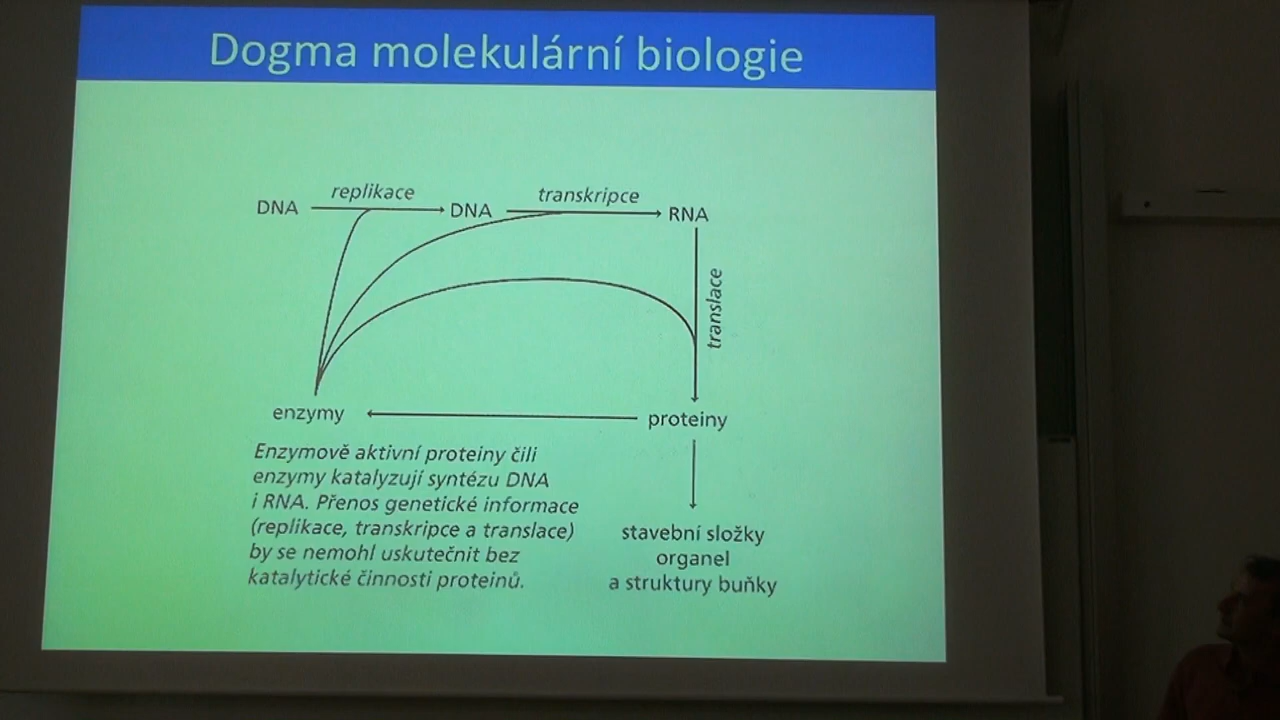 Dogma molekulární biologie
replikace
transkripce
DNA
DNA
RNA
translace
enzymy
proteiny
Enzymově aktivní proteiny čili
enzymy katalyzují syntézu DNA
i RNA. Přenos genetické informace
(replikace, transkripce a translace)
by se nemohl uskutečnit bez
katalytické činnosti proteinů.
stavební složky
organel
a struktury buňky